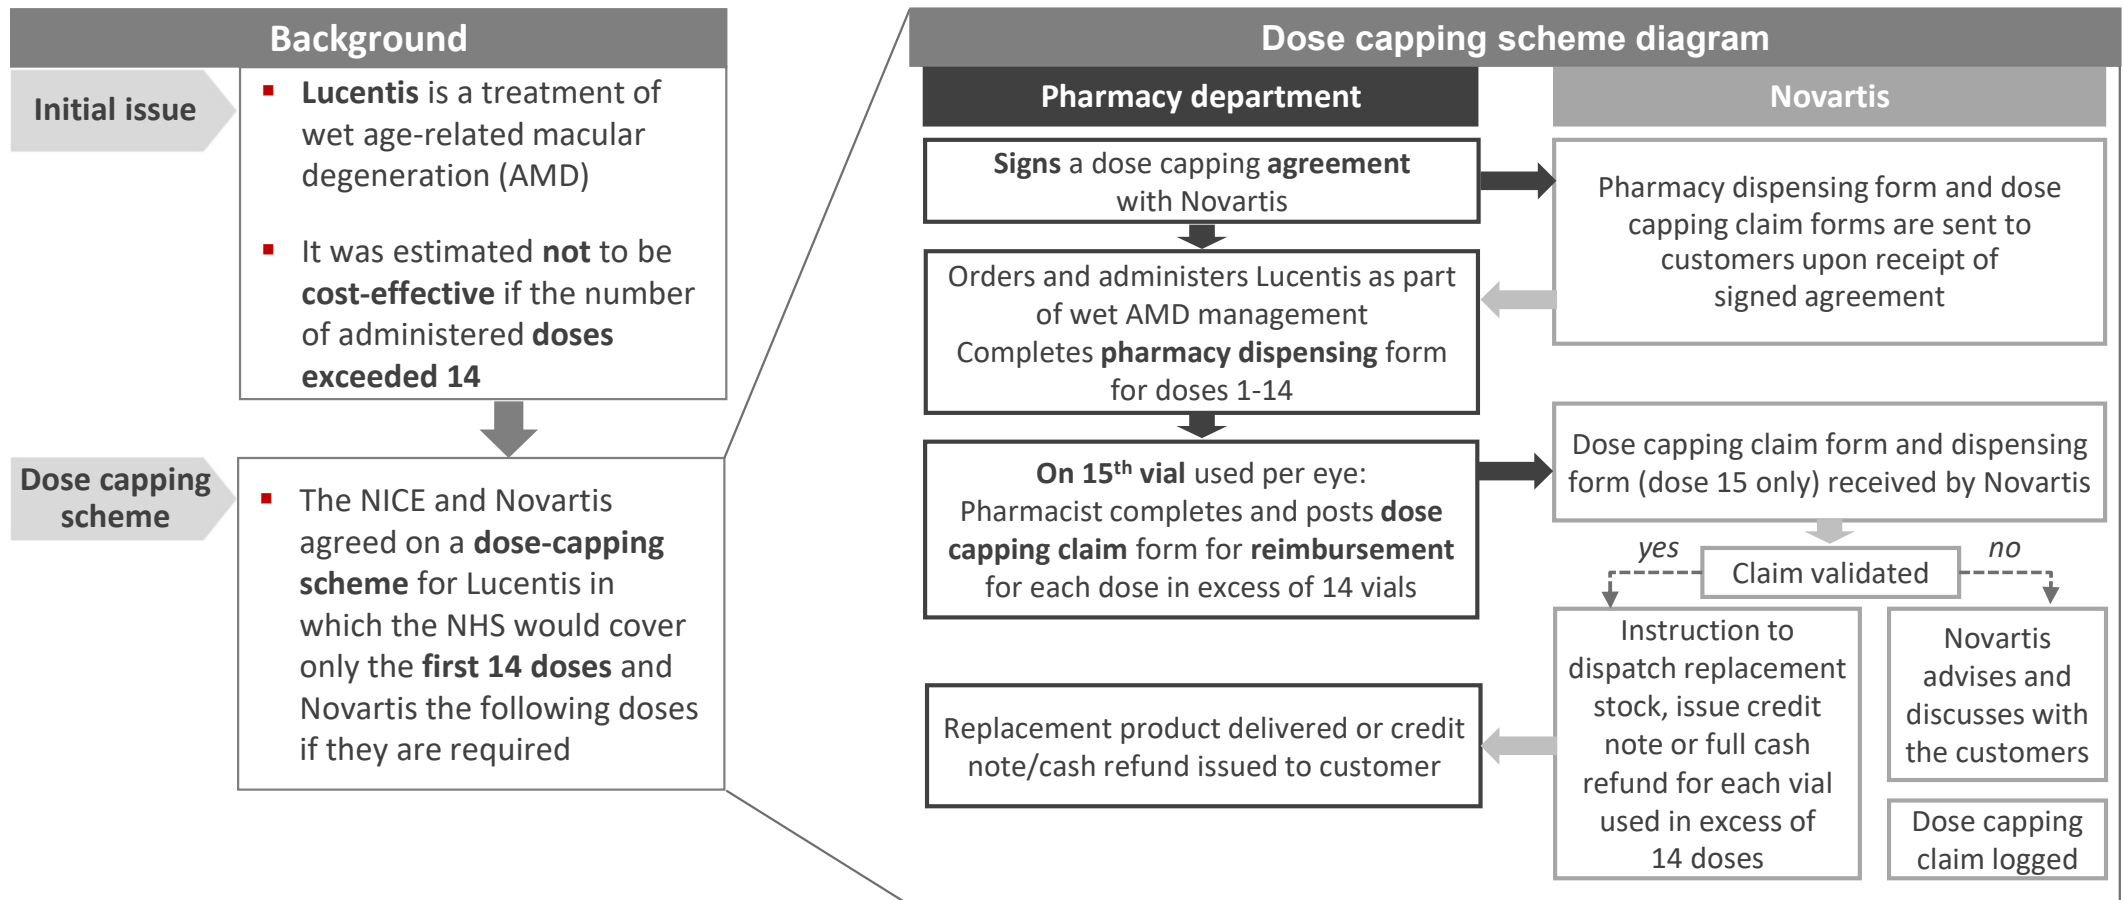 Background
Initial issue
▪ Lucentis is a treatment of
wet age-related macular
degeneration (AMD)
▪ It was estimated not to be
cost-effective if the number
of administered doses
exceeded 14
Dose capping
scheme
▪ The NICE and Novartis
agreed on a dose-capping
scheme for Lucentis in
which the NHS would cover
only the first 14 doses and
Novartis the following doses
if they are required
Dose capping scheme diagram
Pharmacy department
Novartis
Signs a dose capping agreement
with Novartis
Pharmacy dispensing form and dose
capping claim forms are sent to
customers upon receipt of
signed agreement
Orders and administers Lucentis as part
of wet AMD management
Completes pharmacy dispensing form
for doses 1-14
On 15th vial used per eye:
Pharmacist completes and posts dose
capping claim form for reimbursement
for each dose in excess of 14 vials
Dose capping claim form and dispensing
form (dose 15 only) received by Novartis
yes
no
Claim validated
Instruction to
dispatch replacement
stock, issue credit
note or full cash
refund for each vial
used in excess of
14 doses
Novartis
advises and
discusses with
the customers
Dose capping
claim logged
Replacement product delivered or credit
note/cash refund issued to customer